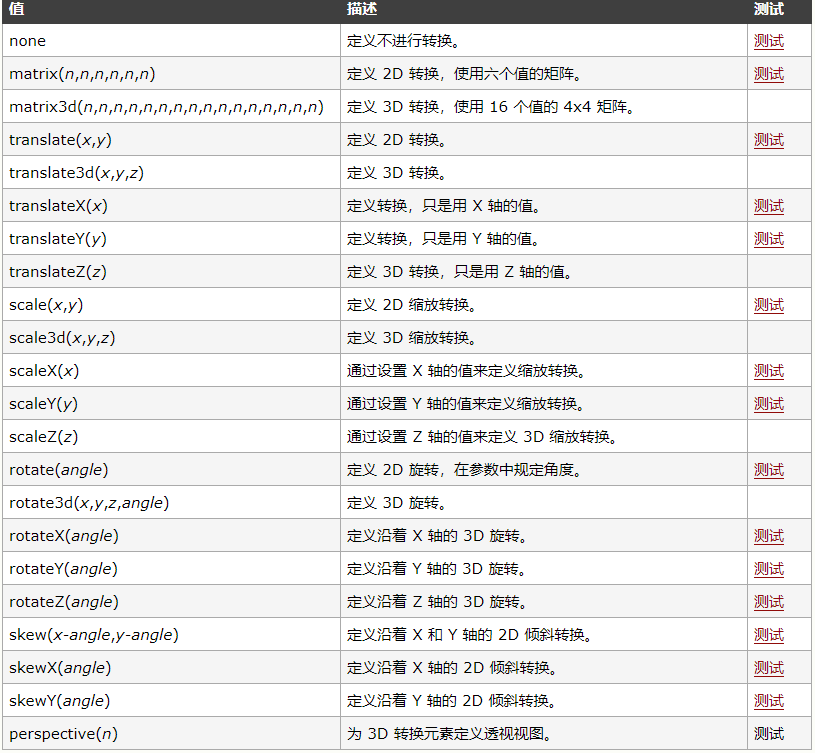 值 描述 测试
none 定义不进行转换。 测试
matrix(n,n,n,n,n,n) 定义 2D 转换，使用六个值的矩阵。 测试
matrix3d(n,n,n,n,n,n,n,n,n,n,n,n,n,n,n,n) 定义 3D 转换，使用 16 个值的 4x4 矩阵。
translate(x,y) 定义 2D 转换。 测试
translate3d(x,y,z) 定义 3D 转换。
translateX(x) 定义转换，只是用 X 轴的值。 测试
translateY(y) 定义转换，只是用 Y 轴的值。 测试
translateZ(z) 定义 3D 转换，只是用 Z 轴的值。
scale(x,y) 定义 2D 缩放转换。 测试
scale3d(x,y,z) 定义 3D 缩放转换。
scaleX(x) 通过设置 X 轴的值来定义缩放转换。 测试
scaleY(y) 通过设置 Y 轴的值来定义缩放转换。 测试
scaleZ(z) 通过设置 Z 轴的值来定义 3D 缩放转换。
rotate(angle) 定义 2D 旋转，在参数中规定角度。 测试
rotate3d(x,y,z,angle) 定义 3D 旋转。
rotateX(angle) 定义沿着 X 轴的 3D 旋转。 测试
rotateY(angle) 定义沿着 Y 轴的 3D 旋转。 测试
rotateZ(angle) 定义沿着 Z 轴的 3D 旋转。 测试
skew(x-angle,y-angle) 定义沿着 X 和 Y 轴的 2D 倾斜转换。 测试
skewX(angle) 定义沿着 X 轴的 2D 倾斜转换。 测试
skewY(angle) 定义沿着 Y 轴的 2D 倾斜转换。 测试
perspective(n) 为 3D 转换元素定义透视视图。 测试